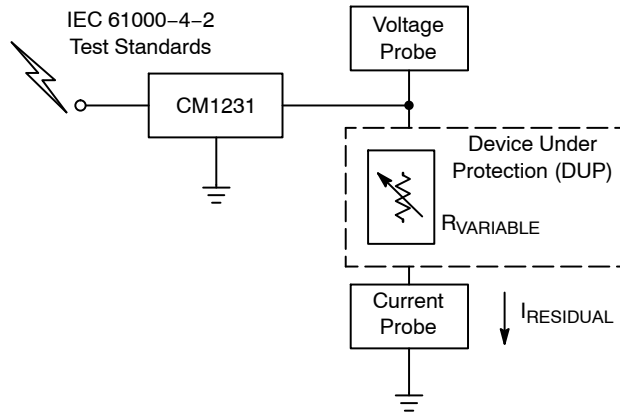 IEC 61000−4−2
Test Standards
Voltage
Probe
CM1231
Device Under
Protection (DUP)
RVARIABLE
Current
Probe
IRESIDUAL